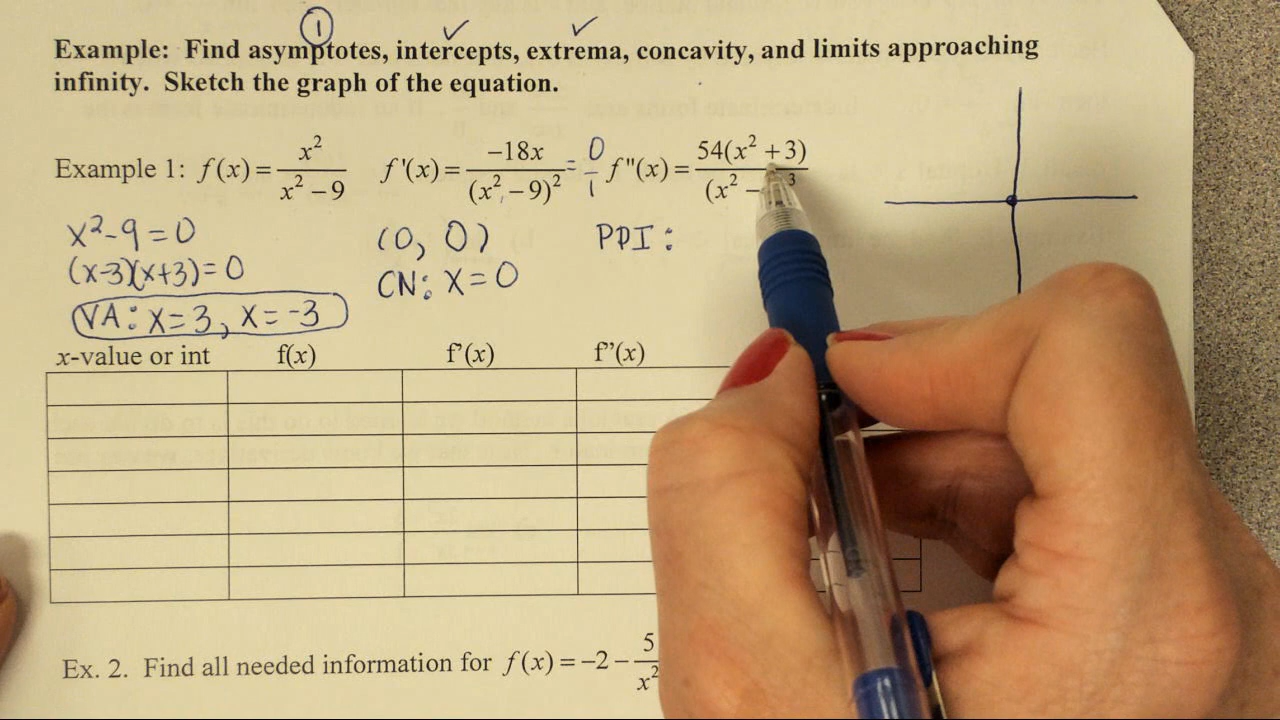 ①
Example: Find asymptotes, intercepts, extrema, concavity, and limits approaching
infinity. Sketch the graph of the equation.
Example 1: f(x) = x²/(x² − 9) f '(x) = −18x/(x² − 9)² = 0/1 f "(x) = 54(x² + 3)/(x² − 3
x²-9 = 0
(x-3)(x+3) = 0
VA: x = 3, x = -3
(0, 0)
CN: x = 0
PPI:
x-value or int f(x) f'(x) f"(x)
Ex. 2. Find all needed information for f(x) = −2 − 5/x²